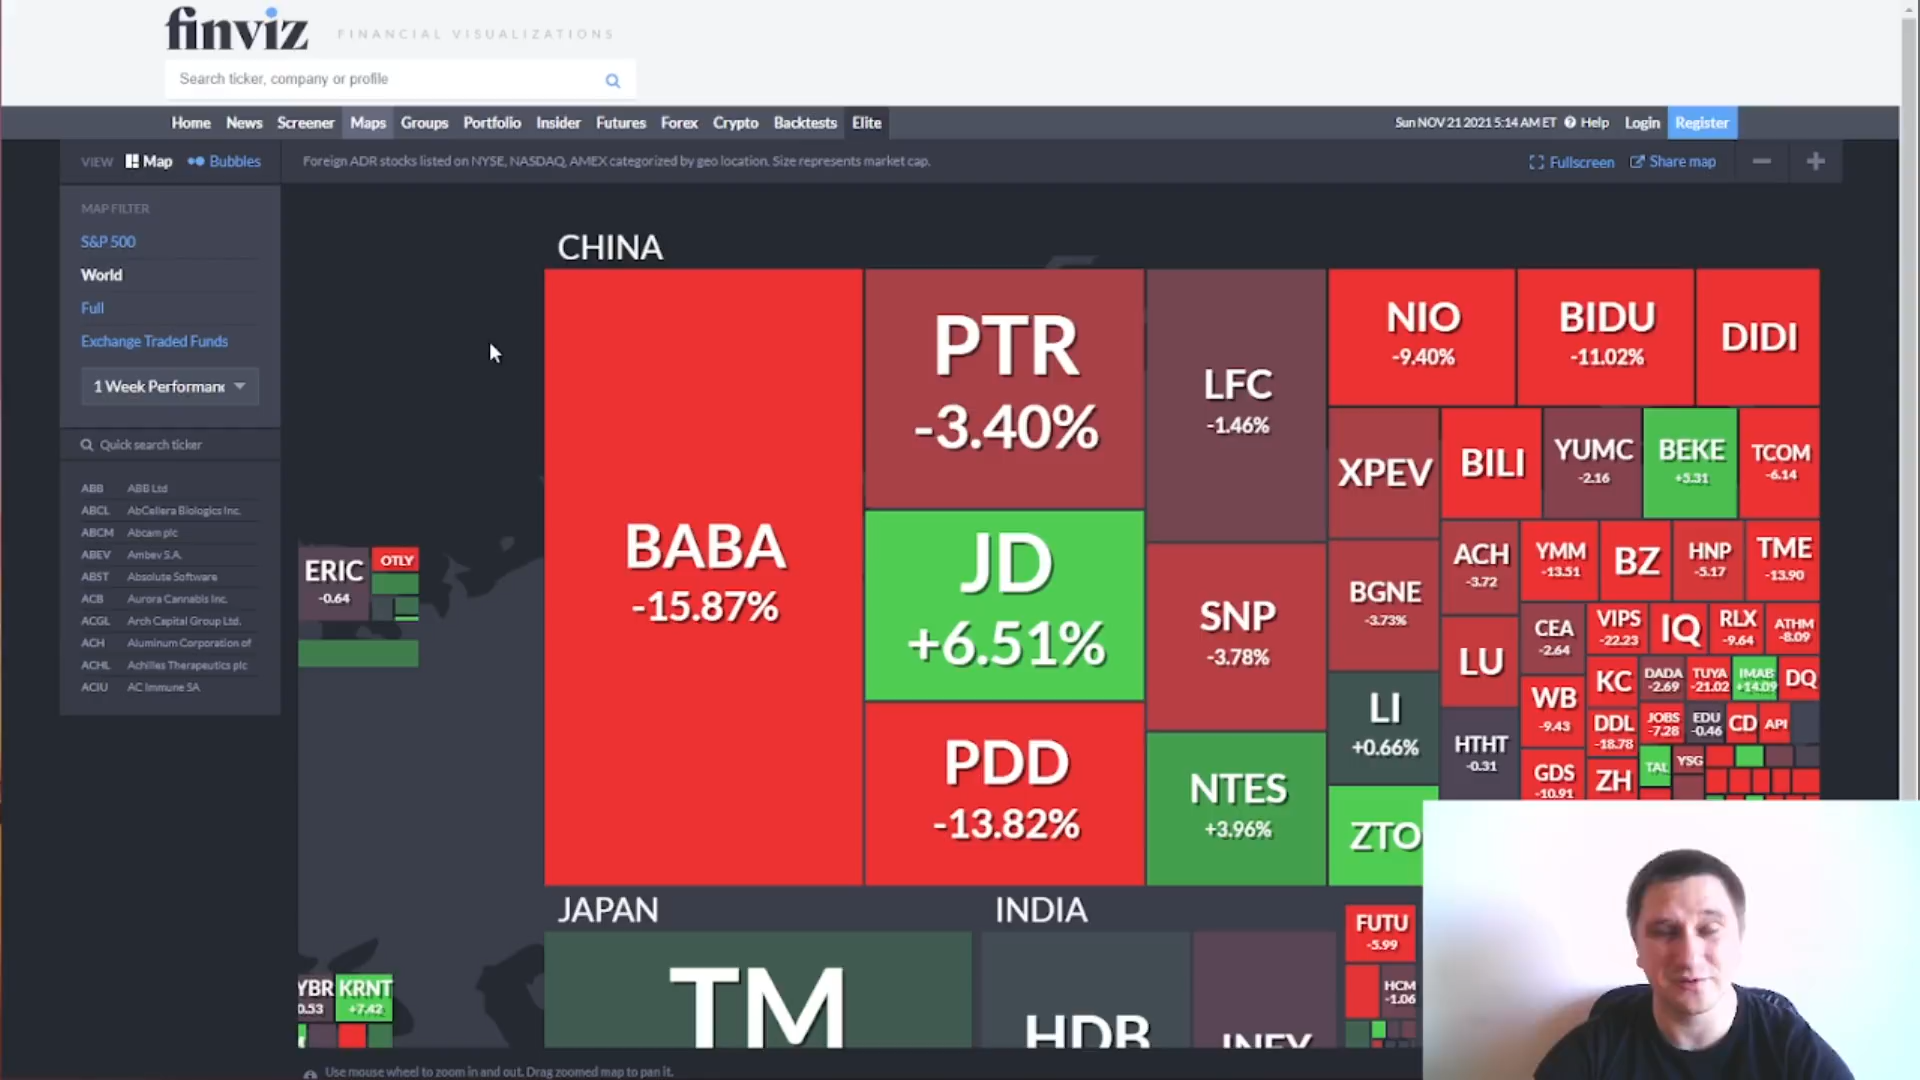 finviz
FINANCIAL VISUALIZATIONS
Search ticker, company or profile
Home News Screener Maps Groups Portfolio Insider Futures Forex Crypto Backtests Elite
Sun NOV 21 2021 5:14 AM ET Help Login Register
VIEW Map Bubbles
Foreign ADR stocks listed on NYSE, NASDAQ, AMEX categorized by geo location. Size represents market cap.
Fullscreen Share map
MAP FILTER
S&P 500
World
Full
Exchange Traded Funds
1 Week Performanc
Quick search ticker
ABB ABB Ltd
ABCL AbCellera Biologics Inc.
ABCM Abcam plc
ABEV Ambev S.A.
ABST Absolute Software
ACB Aurora Cannabis Inc.
ACGL Arch Capital Group Ltd.
ACH Aluminum Corporation of
ACHL Achilles Therapeutics plc
ACIU AC Immune SA
ERIC
-0.64
OTLY
YBR
0.53
KRNT
+7.42
CHINA
BABA
-15.87%
PTR
-3.40%
JD
+6.51%
PDD
-13.82%
LFC
-1.46%
SNP
-3.78%
NTES
+3.96%
NIO
-9.40%
BIDU
-11.02%
DIDI
XPEV
BILI
YUMC
-2.16
BEKE
+5.31
TCOM
-6.14
BGNE
-3.73%
LI
+0.66%
ZTO
ACH
-3.72
LU
HTHT
-0.31
YMM
-13.51
BZ
HNP
-5.17
TME
-13.90
CEA
-2.64
VIPS
-22.23
IQ
RLX
-9.64
ATHM
-8.09
WB
-9.43
KC
DADA
-2.69
TUYA
-21.02
IMAB
+14.09
DQ
DDL
-18.78
JOBS
-7.28
EDU
-0.46
CD
API
GDS
-10.91
ZH
TAL
YSG
JAPAN
TM
INDIA
HDB
INFY
FUTU
-5.99
HCM
-1.06
Use mouse wheel to zoom in and out. Drag zoomed map to pan it.